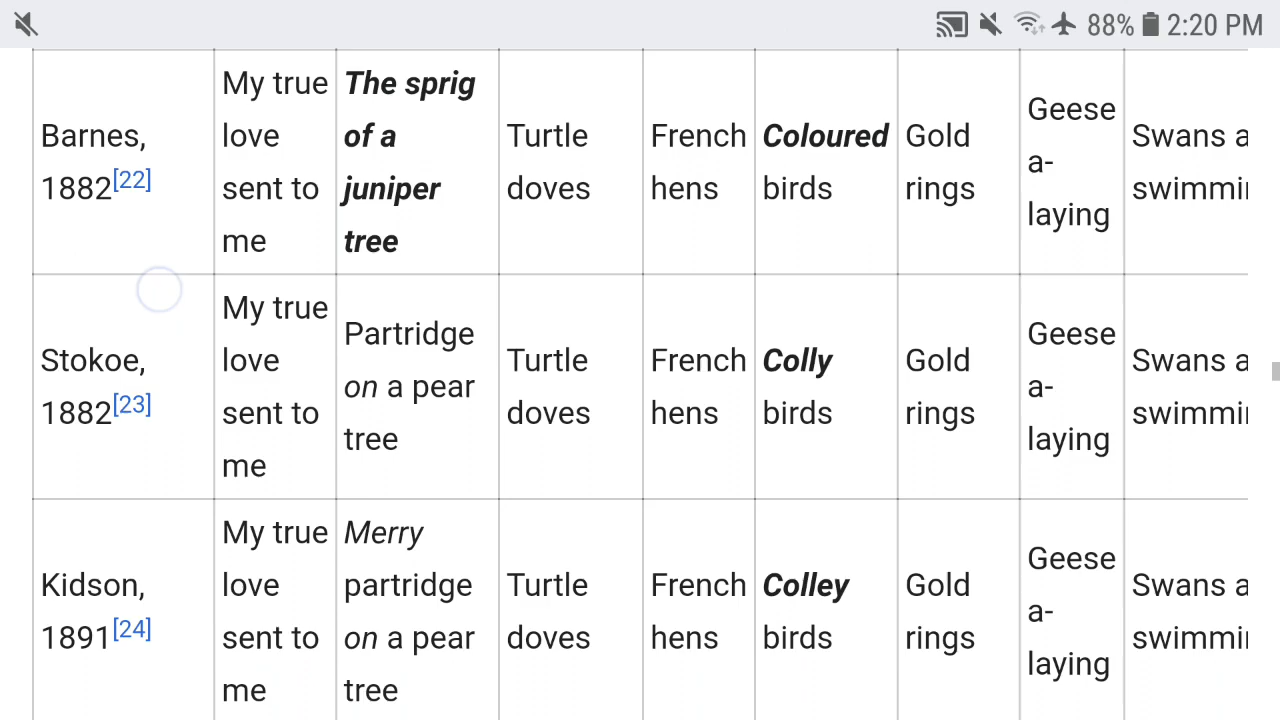 88% 2:20 PM
Barnes,
1882[22]
My true
love
sent to
me
The sprig
of a
juniper
tree
Turtle
doves
French
hens
Coloured
birds
Gold
rings
Geese
a-
laying
Swans a
swimmi
Stokoe,
1882[23]
My true
love
sent to
me
Partridge
on a pear
tree
Turtle
doves
French
hens
Colly
birds
Gold
rings
Geese
a-
laying
Swans a
swimmi
Kidson,
1891[24]
My true
love
sent to
me
Merry
partridge
on a pear
tree
Turtle
doves
French
hens
Colley
birds
Gold
rings
Geese
a-
laying
Swans a
swimmi